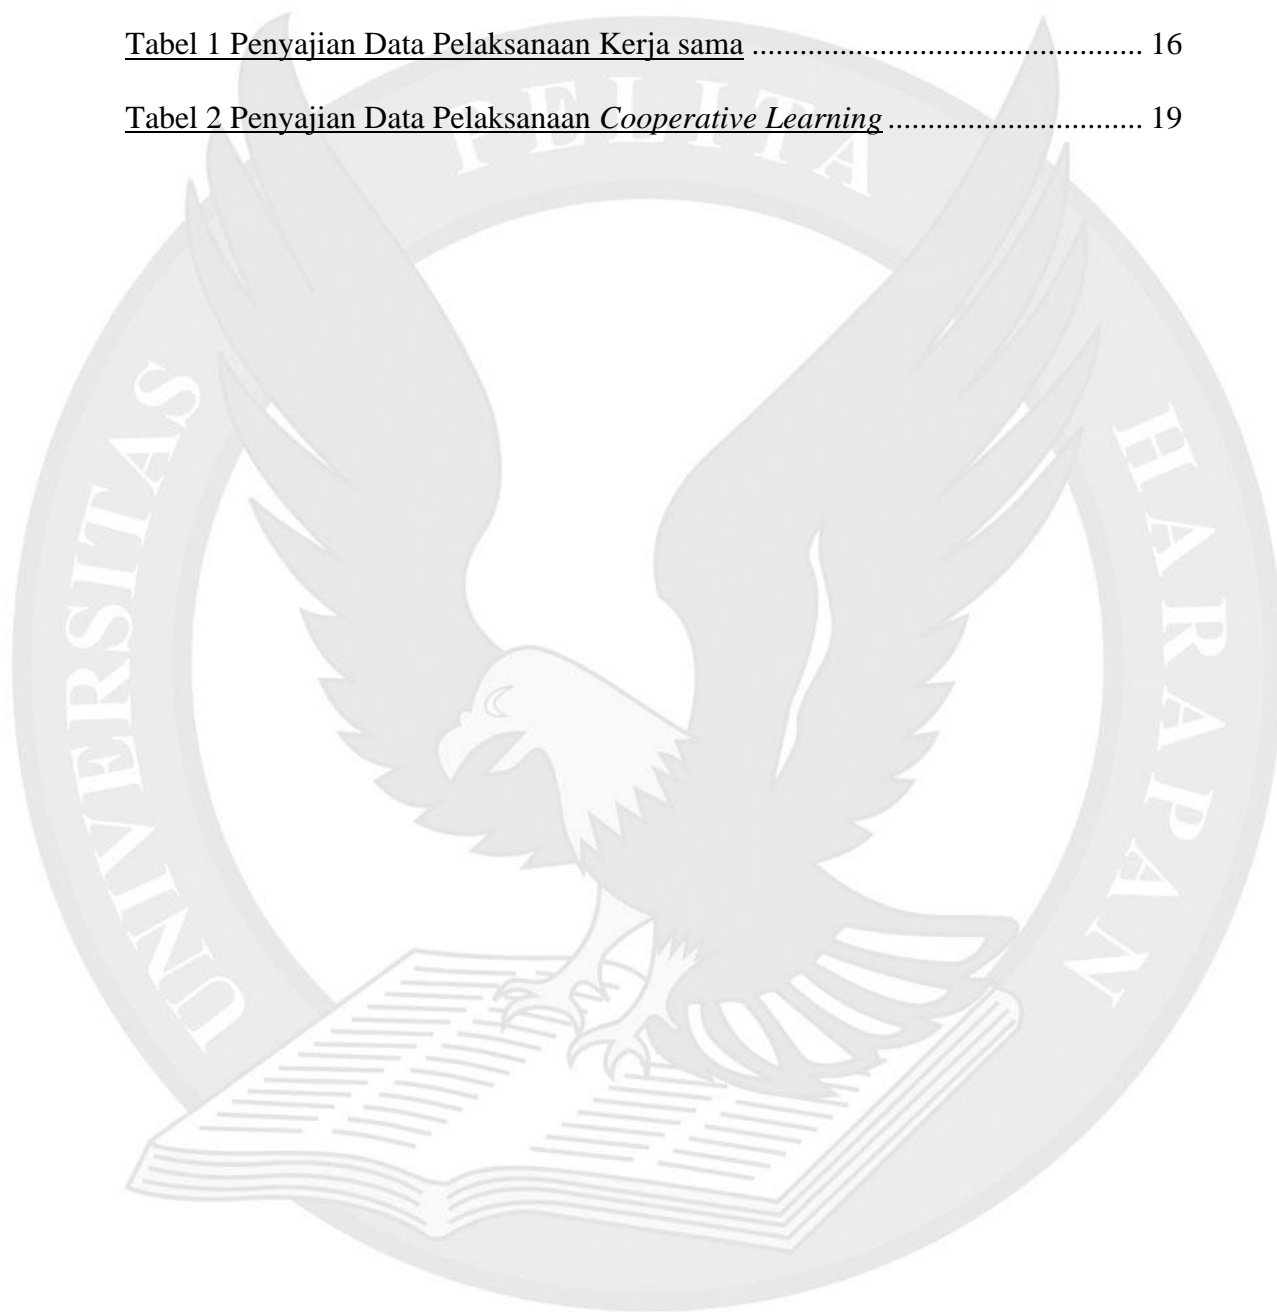 Tabel 1 Penyajian Data Pelaksanaan Kerja sama ................................................. 16
Tabel 2 Penyajian Data Pelaksanaan Cooperative Learning ................................ 19
UNIVERSITAS PELITA HARAPAN